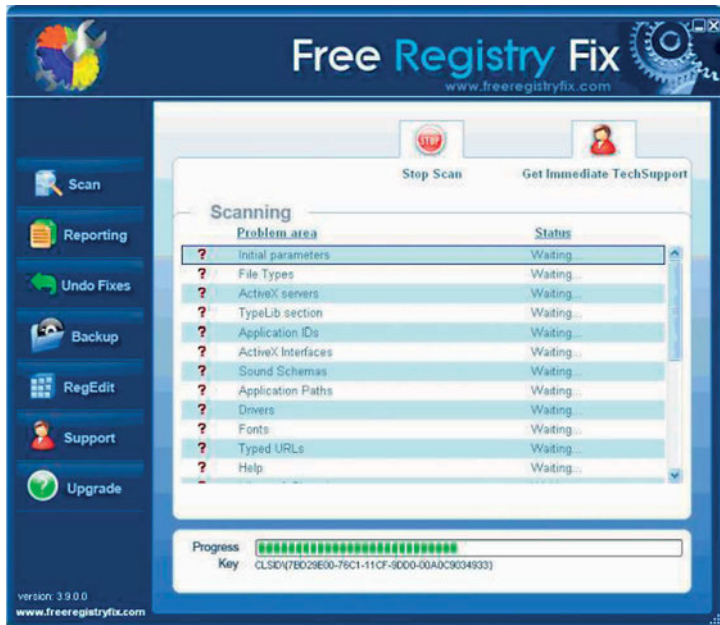 Free Registry Fix
www.freeregistryfix.com
STOP
Stop Scan
Get Immediate TechSupport
Scan
Reporting
Undo Fixes
Backup
RegEdit
Support
Upgrade
Scanning
Problem area Status
? Initial parameters Waiting...
? File Types Waiting...
? ActiveX servers Waiting...
? TypeLib section Waiting...
? Application IDs Waiting...
? ActiveX Interfaces Waiting...
? Sound Schemas Waiting...
? Application Paths Waiting...
? Drivers Waiting...
? Fonts Waiting...
? Typed URLs Waiting...
? Help Waiting...
Progress
Key CLSID\{7BD29E00-76C1-11CF-9DD0-00A0C9034933}
version: 3.9.0.0
www.freeregistryfix.com